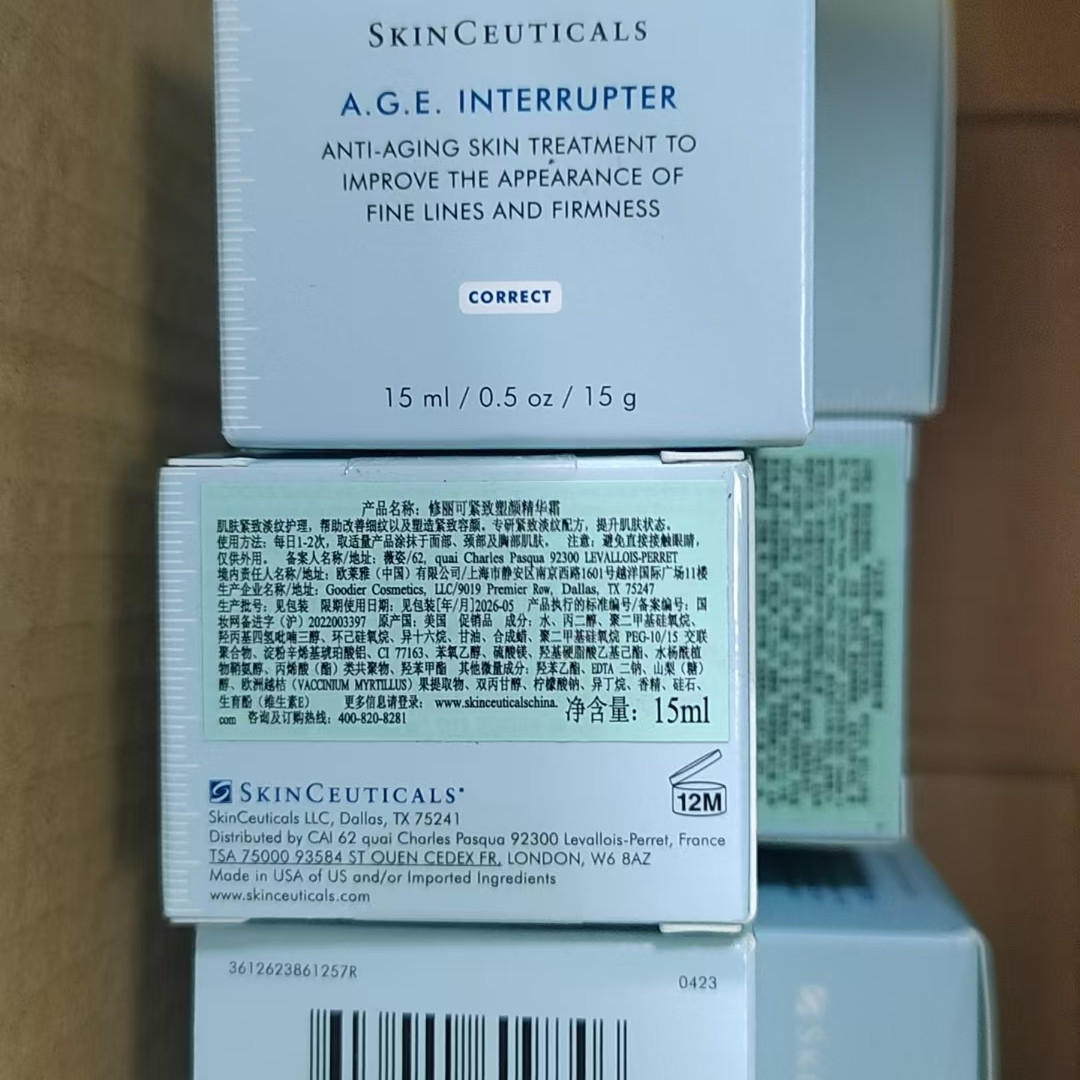 SKINCEUTICALS
A.G.E. INTERRUPTER
ANTI-AGING SKIN TREATMENT TO
IMPROVE THE APPEARANCE OF
FINE LINES AND FIRMNESS
CORRECT
15 ml / 0.5 oz / 15 g
产品名称：修丽可紧致塑颜精华霜
肌肤紧致淡纹护理，帮助改善细纹以及塑造紧致容颜。专研紧致淡纹配方，提升肌肤状态。
使用方法：每日1-2次，取适量产品涂抹于面部、颈部及胸部肌肤。 注意：避免直接接触眼睛，
仅供外用。 备案人名称/地址：薇姿/62, quai Charles Pasqua 92300 LEVALLOIS-PERRET
境内责任人名称/地址：欧莱雅（中国）有限公司/上海市静安区南京西路1601号越洋国际广场11楼
生产企业名称/地址：Goodier Cosmetics, LLC/9019 Premier Row, Dallas, TX 75247
生产批号：见包装 限期使用日期：见包装[年/月]2026-05 产品执行的标准编号/备案编号：国
妆网备进字（沪）2022003397 原产国：美国 促销品 成分：水、丙二醇、聚二甲基硅氧烷、
羟丙基四氢吡喃三醇、环己硅氧烷、异十六烷、甘油、合成蜡、聚二甲基硅氧烷 PEG-10/15 交联
聚合物、淀粉辛烯基琥珀酸铝、CI 77163、苯氧乙醇、硫酸镁、羟基硬脂酸乙基己酯、水杨酰植
物鞘氨醇、丙烯酸（酯）类共聚物、羟苯甲酯 其他微量成分：羟苯乙酯、EDTA 二钠、山梨（糖）
醇、欧洲越桔（VACCINIUM MYRTILLUS）果提取物、双丙甘醇、柠檬酸钠、异丁烷、香精、硅石、
生育酚（维生素E） 更多信息请登录：www.skinceuticalschina.
com 咨询及订购热线：400-820-8281
净含量：15ml
SKINCEUTICALS
12M
SkinCeuticals LLC, Dallas, TX 75241
Distributed by CAI 62 quai Charles Pasqua 92300 Levallois-Perret, France
TSA 75000 93584 ST OUEN CEDEX FR, LONDON, W6 8AZ
Made in USA of US and/or Imported Ingredients
www.skinceuticals.com
3612623861257R
0423